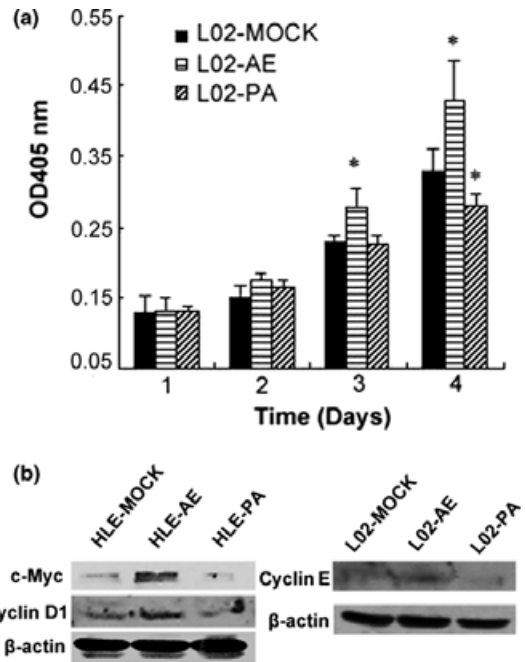 (a)
L02-MOCK
L02-AE
L02-PA
0.55
0.45
0.35
0.25
0.15
0.05
OD405 nm
*
*
*
1 2 3 4
Time (Days)
(b)
HLE-MOCK HLE-AE HLE-PA
c-Myc
yclin D1
β-actin
L02-MOCK L02-AE L02-PA
Cyclin E
β-actin